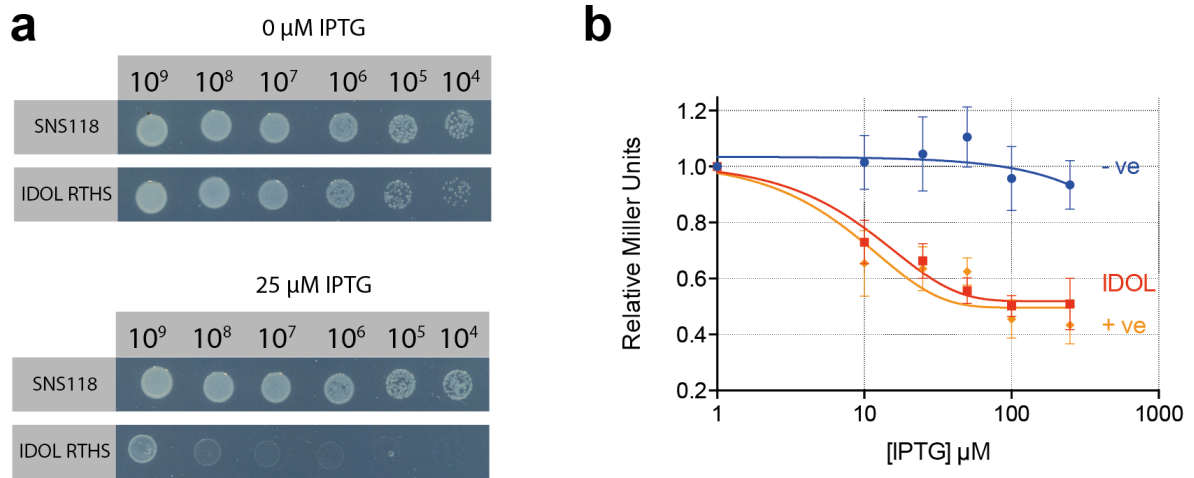 a
0 µM IPTG
10⁹ 10⁸ 10⁷ 10⁶ 10⁵ 10⁴
SNS118
IDOL RTHS
25 µM IPTG
10⁹ 10⁸ 10⁷ 10⁶ 10⁵ 10⁴
SNS118
IDOL RTHS
b
Relative Miller Units
1.2
1.0
0.8
0.6
0.4
0.2
- ve
IDOL
+ ve
1 10 100 1000
[IPTG] µM